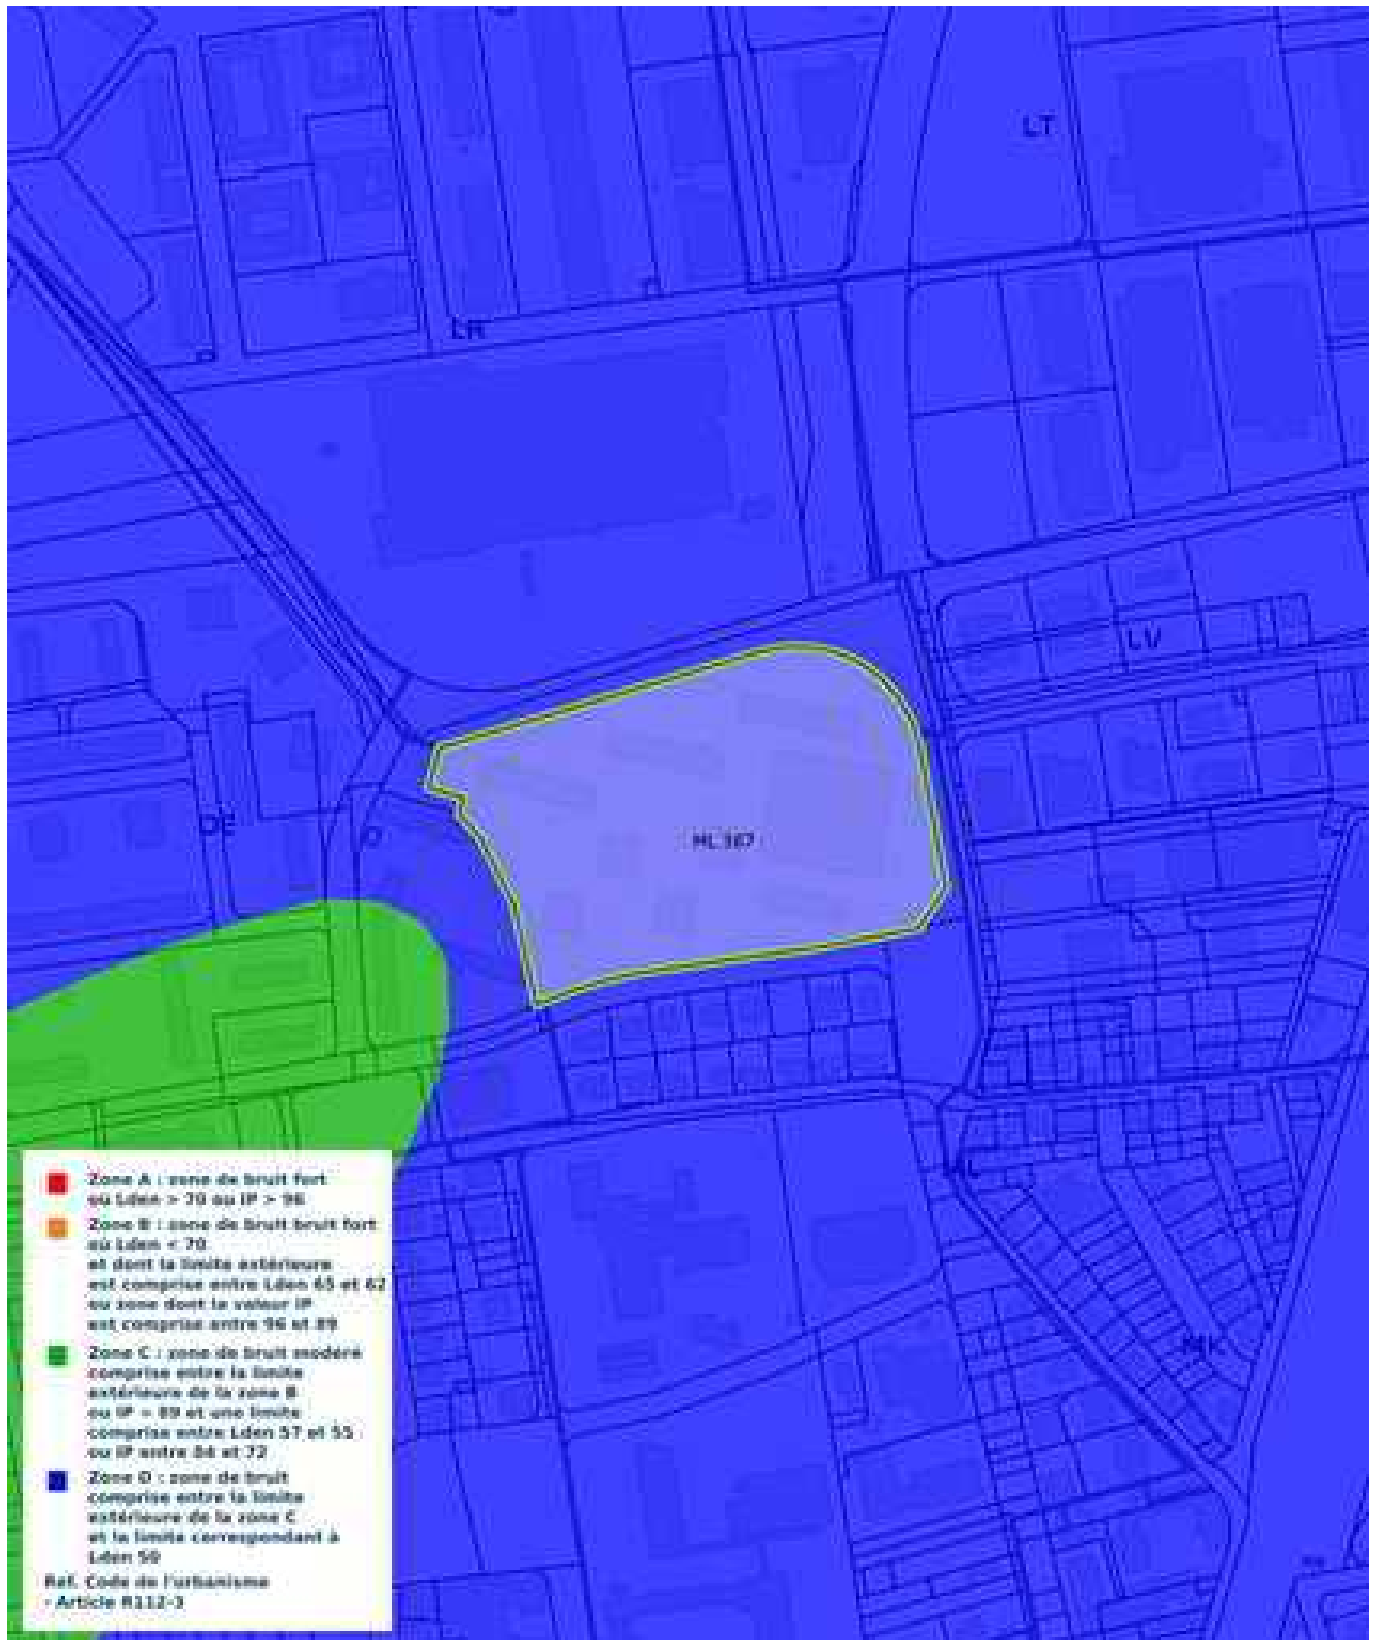 LT
LR
LV
DE
HL 367
MK
Zone A : zone de bruit fort
où Lden > 70 ou IP > 96
Zone B : zone de bruit bruit fort
où Lden < 70
et dont la limite extérieure
est comprise entre Lden 65 et 62
ou zone dont la valeur IP
est comprise entre 96 et 89
Zone C : zone de bruit modéré
comprise entre la limite
extérieure de la zone B
ou IP = 89 et une limite
comprise entre Lden 57 et 55
ou IP entre 84 et 72
Zone D : zone de bruit
comprise entre la limite
extérieure de la zone C
et la limite correspondant à
Lden 50
Ref. Code de l'urbanisme
- Article R112-3